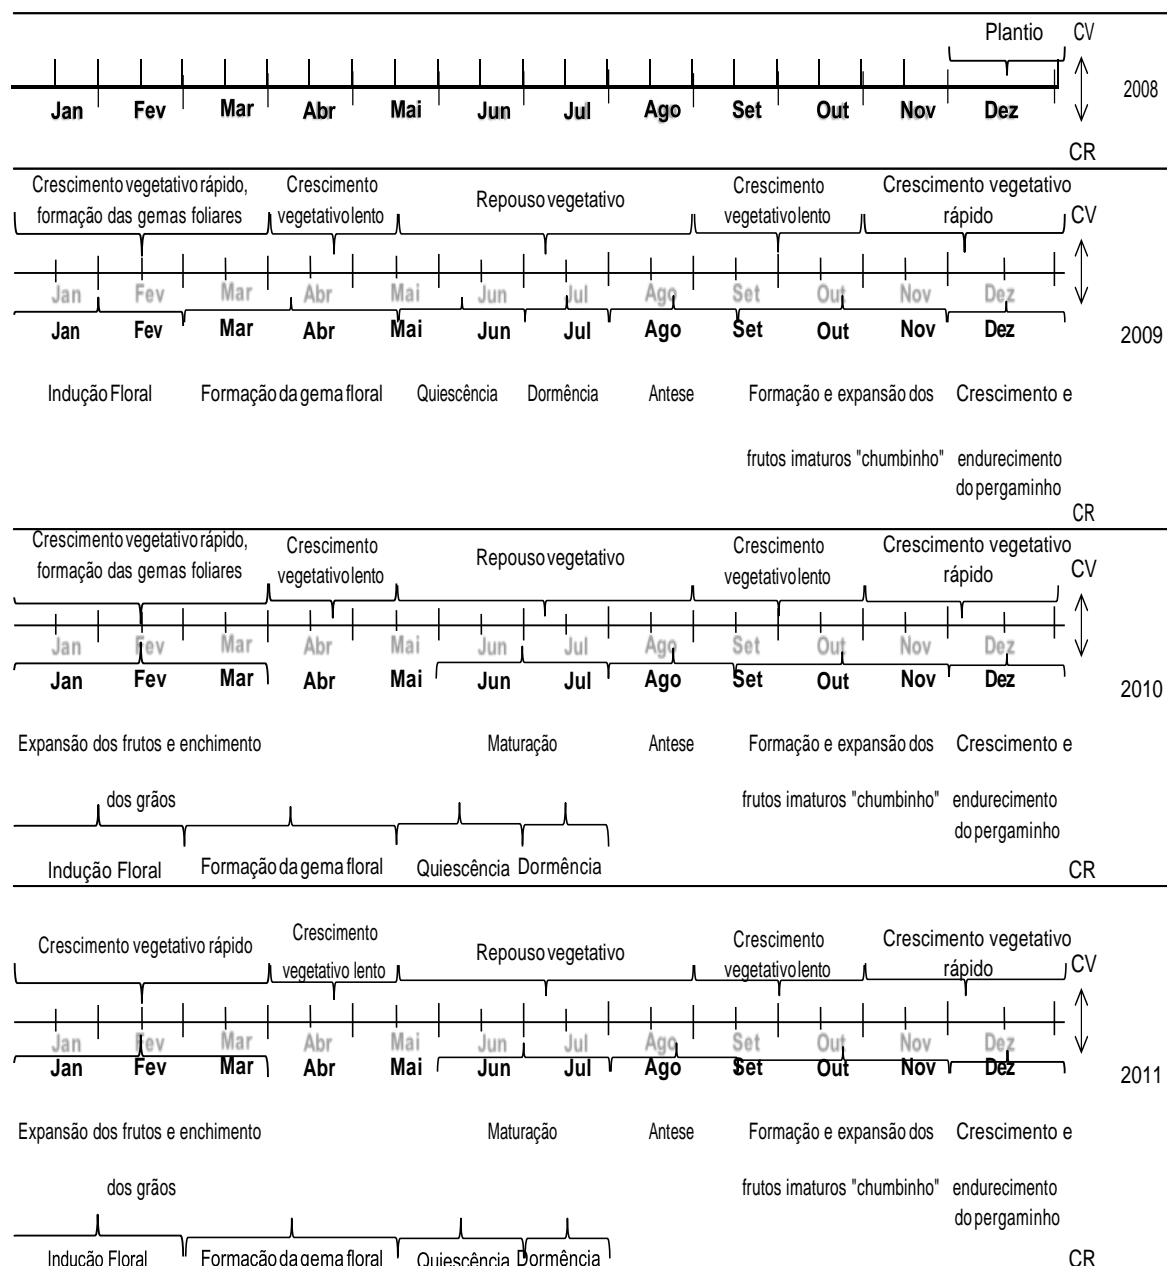 Plantio CV
2008
Jan Fev Mar Abr Mai Jun Jul Ago Set Out Nov Dez
CR
Crescimento vegetativo rápido, Crescimento Repouso vegetativo Crescimento Crescimento vegetativo
formação das gemas foliares vegetativo lento vegetativo lento rápido CV
Jan Fev Mar Abr Mai Jun Jul Ago Set Out Nov Dez
Jan Fev Mar Abr Mai Jun Jul Ago Set Out Nov Dez
2009
Indução Floral Formação da gema floral Quiescência Dormência Antese Formação e expansão dos Crescimento e
frutos imaturos "chumbinho" endurecimento
do pergaminho
CR
Crescimento vegetativo rápido, Crescimento Repouso vegetativo Crescimento Crescimento vegetativo
formação das gemas foliares vegetativo lento vegetativo lento rápido CV
Jan Fev Mar Abr Mai Jun Jul Ago Set Out Nov Dez
Jan Fev Mar Abr Mai Jun Jul Ago Set Out Nov Dez
2010
Expansão dos frutos e enchimento Maturação Antese Formação e expansão dos Crescimento e
dos grãos frutos imaturos "chumbinho" endurecimento
do pergaminho
Indução Floral Formação da gema floral Quiescência Dormência CR
Crescimento vegetativo rápido Crescimento Repouso vegetativo Crescimento Crescimento vegetativo
vegetativo lento vegetativo lento rápido CV
Jan Fev Mar Abr Mai Jun Jul Ago Set Out Nov Dez
Jan Fev Mar Abr Mai Jun Jul Ago Set Out Nov Dez
2011
Expansão dos frutos e enchimento Maturação Antese Formação e expansão dos Crescimento e
dos grãos frutos imaturos "chumbinho" endurecimento
do pergaminho
Indução Floral Formação da gema floral Quiescência Dormência CR